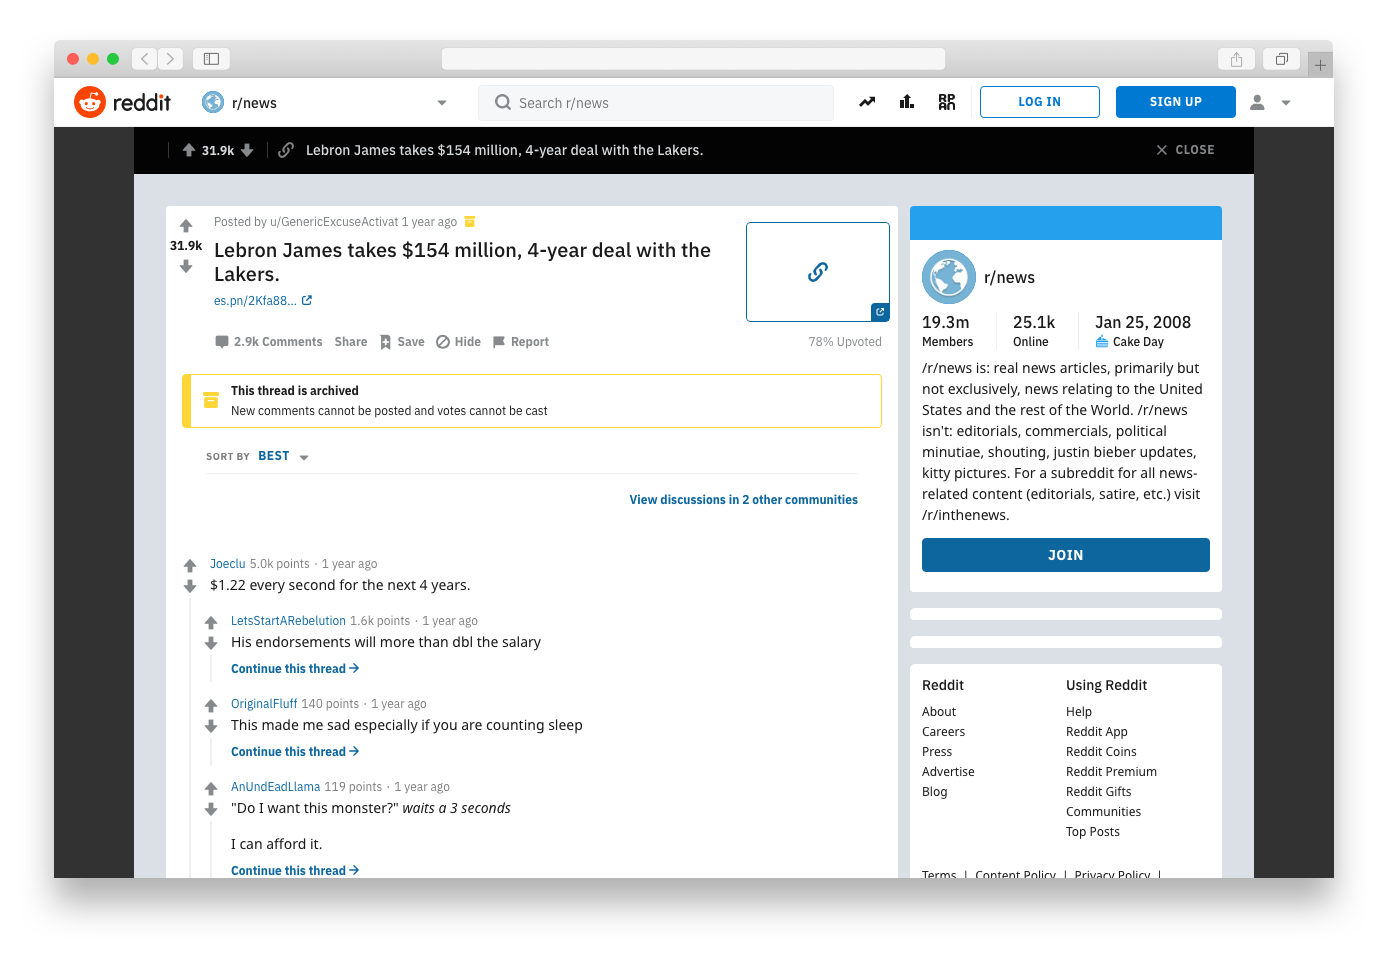 reddit
r/news
Search r/news
LOG IN
SIGN UP
31.9k
Lebron James takes $154 million, 4-year deal with the Lakers.
CLOSE
Posted by u/GenericExcuseActivat 1 year ago
31.9k
Lebron James takes $154 million, 4-year deal with the
Lakers.
es.pn/2Kfa88...
2.9k Comments
Share
Save
Hide
Report
78% Upvoted
This thread is archived
New comments cannot be posted and votes cannot be cast
SORT BY BEST
View discussions in 2 other communities
Joeclu 5.0k points · 1 year ago
$1.22 every second for the next 4 years.
LetsStartARebelution 1.6k points · 1 year ago
His endorsements will more than dbl the salary
Continue this thread
OriginalFluff 140 points · 1 year ago
This made me sad especially if you are counting sleep
Continue this thread
AnUndEadLlama 119 points · 1 year ago
"Do I want this monster?" waits a 3 seconds
I can afford it.
Continue this thread
r/news
19.3m
Members
25.1k
Online
Jan 25, 2008
Cake Day
/r/news is: real news articles, primarily but
not exclusively, news relating to the United
States and the rest of the World. /r/news
isn't: editorials, commercials, political
minutiae, shouting, justin bieber updates,
kitty pictures. For a subreddit for all news-
related content (editorials, satire, etc.) visit
/r/inthenews.
JOIN
Reddit
About
Careers
Press
Advertise
Blog
Using Reddit
Help
Reddit App
Reddit Coins
Reddit Premium
Reddit Gifts
Communities
Top Posts
Terms | Content Policy | Privacy Policy |